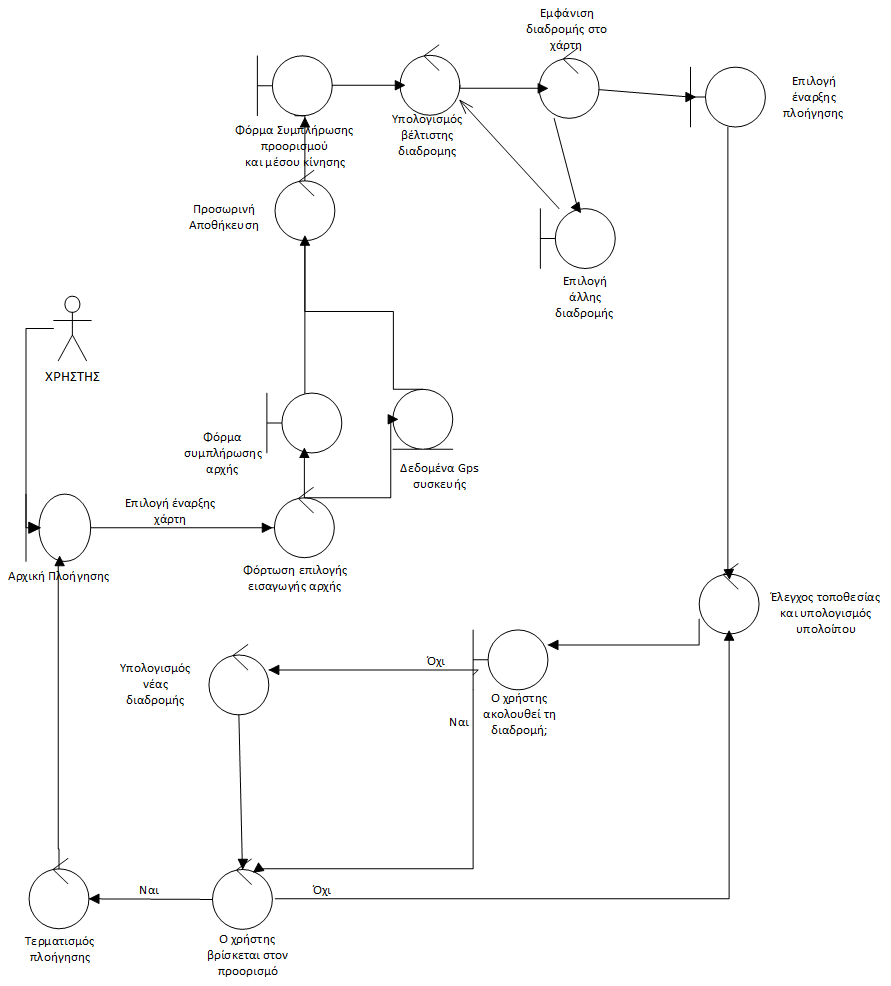 Εμφάνιση
διαδρομής στο
χάρτη
Επιλογή
έναρξης
πλοήγησης
Φόρμα Συμπλήρωσης
προορισμού
και μέσου κίνησης
Υπολογισμός
βέλτιστης
διαδρομης
Προσωρινή
Αποθήκευση
Επιλογή
άλλης
διαδρομής
ΧΡΗΣΤΗΣ
Φόρμα
συμπλήρωσης
αρχής
Δεδομένα Gps
συσκευής
Επιλογή έναρξης
χάρτη
Αρχική Πλοήγησης
Φόρτωση επιλογής
εισαγωγής αρχής
Έλεγχος τοποθεσίας
και υπολογισμός
υπολοίπου
Υπολογισμός
νέας
διαδρομής
Όχι
Ο χρήστης
ακολουθεί τη
διαδρομή;
Ναι
Ναι
Όχι
Τερματισμός
πλοήγησης
Ο χρήστης
βρίσκεται στον
προορισμό